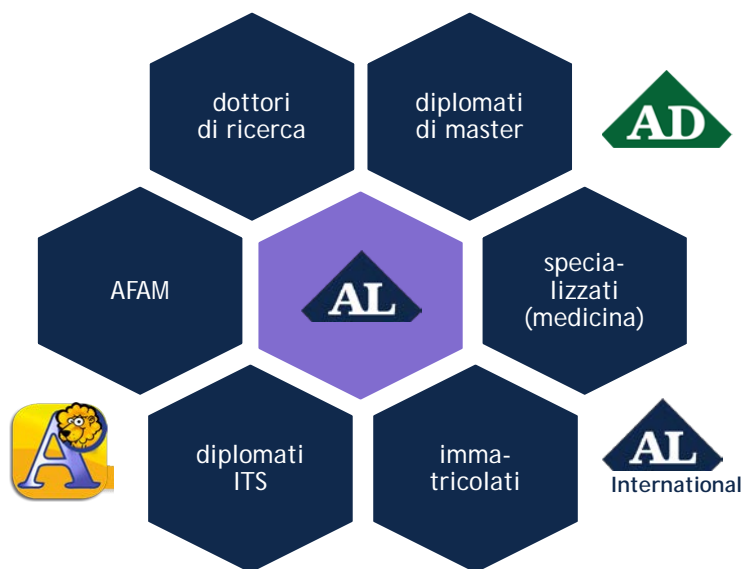 dottori
di ricerca
diplomati
di master
AD
AFAM
AL
specia-
lizzati
(medicina)
A
diplomati
ITS
imma-
tricolati
AL
International